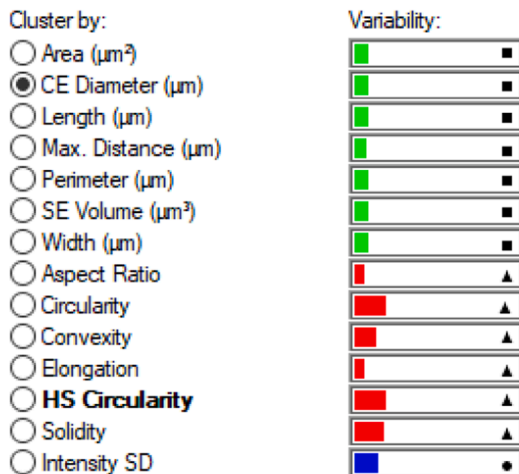 Cluster by: Variability:
Area (µm²)
CE Diameter (µm)
Length (µm)
Max. Distance (µm)
Perimeter (µm)
SE Volume (µm³)
Width (µm)
Aspect Ratio
Circularity
Convexity
Elongation
HS Circularity
Solidity
Intensity SD